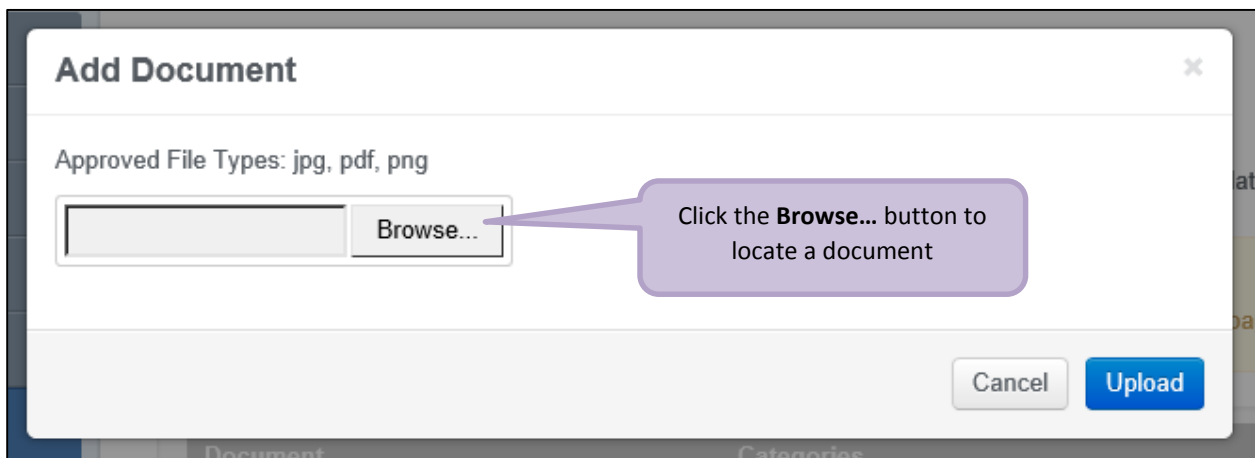 Add Document
×
Approved File Types: jpg, pdf, png
Browse...
Click the Browse... button to
locate a document
Cancel
Upload
Document
Categories